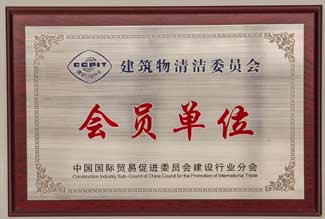 CCPIT
建筑物清洁委员会
会员单位
中国国际贸易促进委员会建设行业分会
Construction Industry Sub-Council of China Council for the Promotion of International Trade